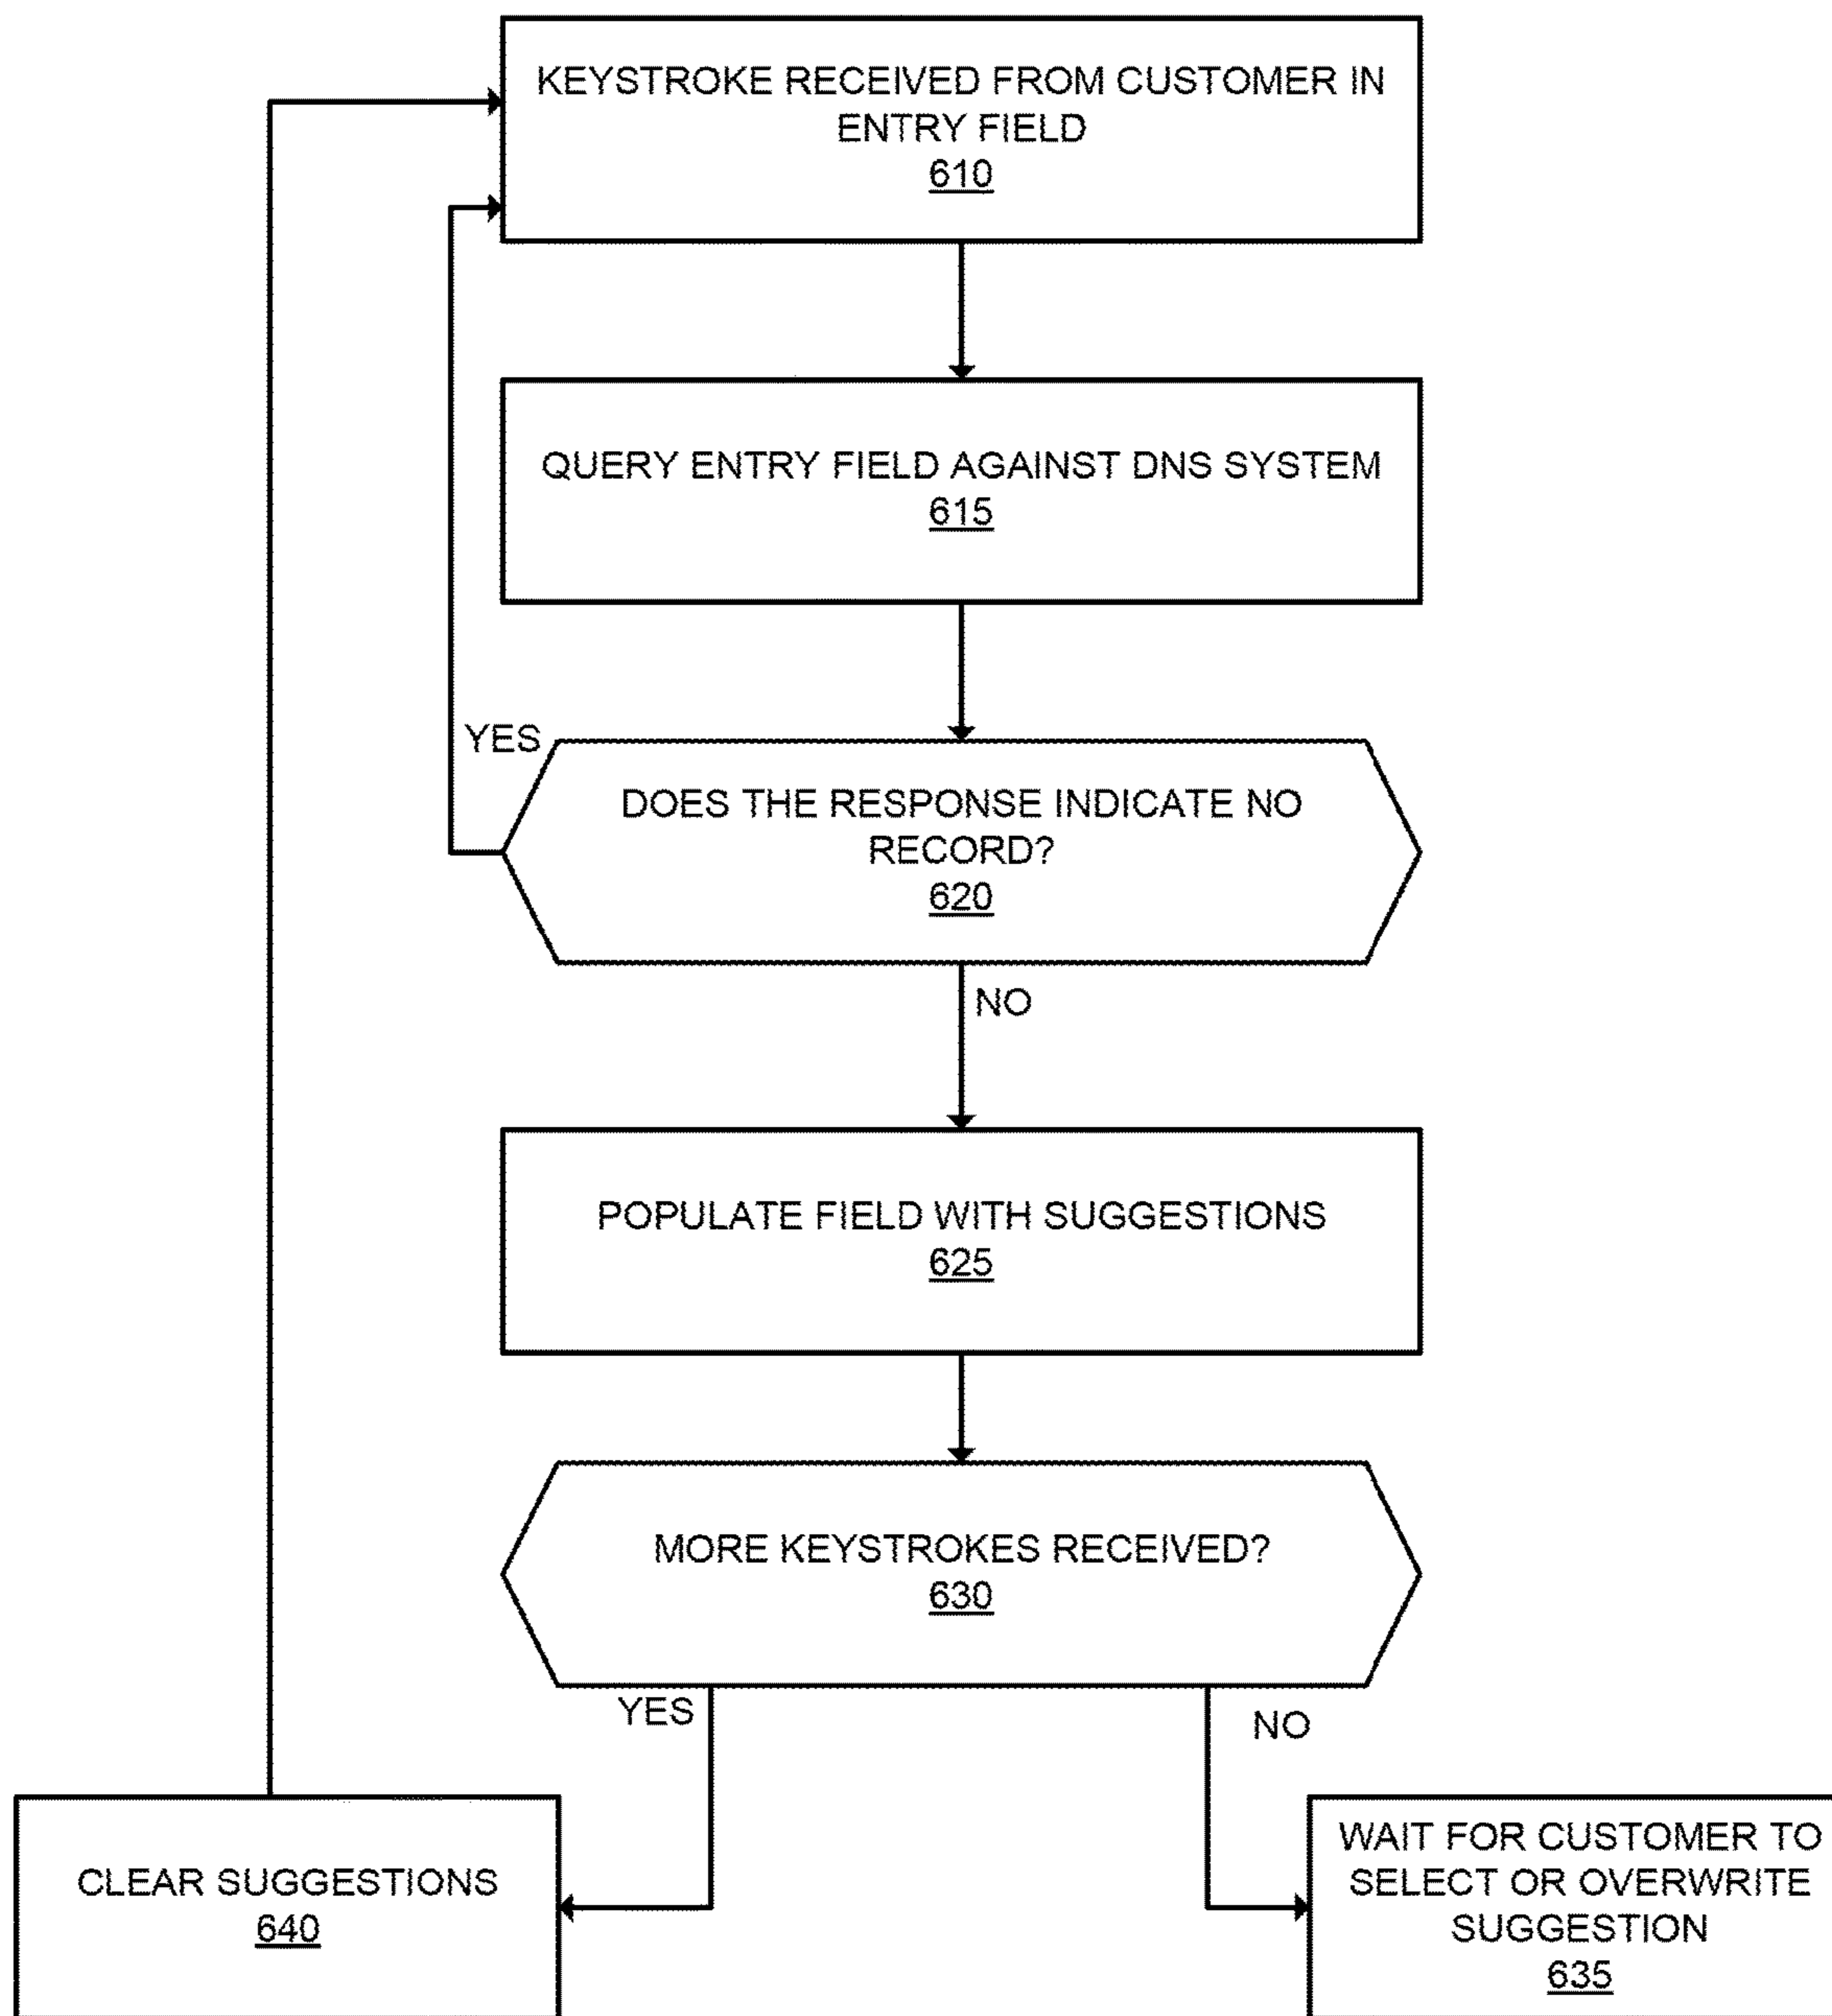 KEYSTROKE RECEIVED FROM CUSTOMER IN
ENTRY FIELD
610
QUERY ENTRY FIELD AGAINST DNS SYSTEM
615
YES
DOES THE RESPONSE INDICATE NO
RECORD?
620
NO
POPULATE FIELD WITH SUGGESTIONS
625
MORE KEYSTROKES RECEIVED?
630
YES
NO
CLEAR SUGGESTIONS
640
WAIT FOR CUSTOMER TO
SELECT OR OVERWRITE
SUGGESTION
635